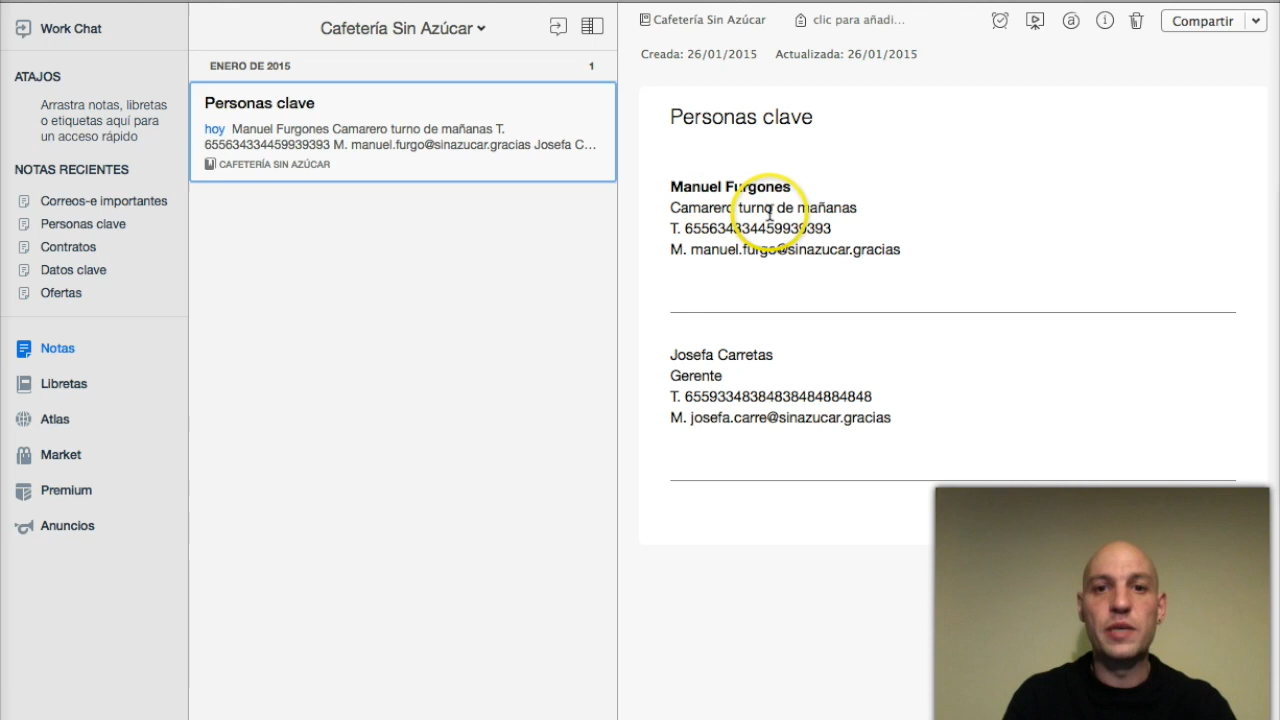 Work Chat
ATAJOS
Arrastra notas, libretas
o etiquetas aquí para
un acceso rápido
NOTAS RECIENTES
Correos-e importantes
Personas clave
Contratos
Datos clave
Ofertas
Notas
Libretas
Atlas
Market
Premium
Anuncios
Cafetería Sin Azúcar
ENERO DE 2015 1
Personas clave
hoy Manuel Furgones Camarero turno de mañanas T.
655634334459939393 M. manuel.furgo@sinazucar.gracias Josefa C...
CAFETERÍA SIN AZÚCAR
Cafetería Sin Azúcar clic para añadi... Compartir
Creada: 26/01/2015 Actualizada: 26/01/2015
Personas clave
Manuel Furgones
Camarero turno de mañanas
T. 655634334459939393
M. manuel.furgo@sinazucar.gracias
Josefa Carretas
Gerente
T. 65593348384838484884848
M. josefa.carre@sinazucar.gracias